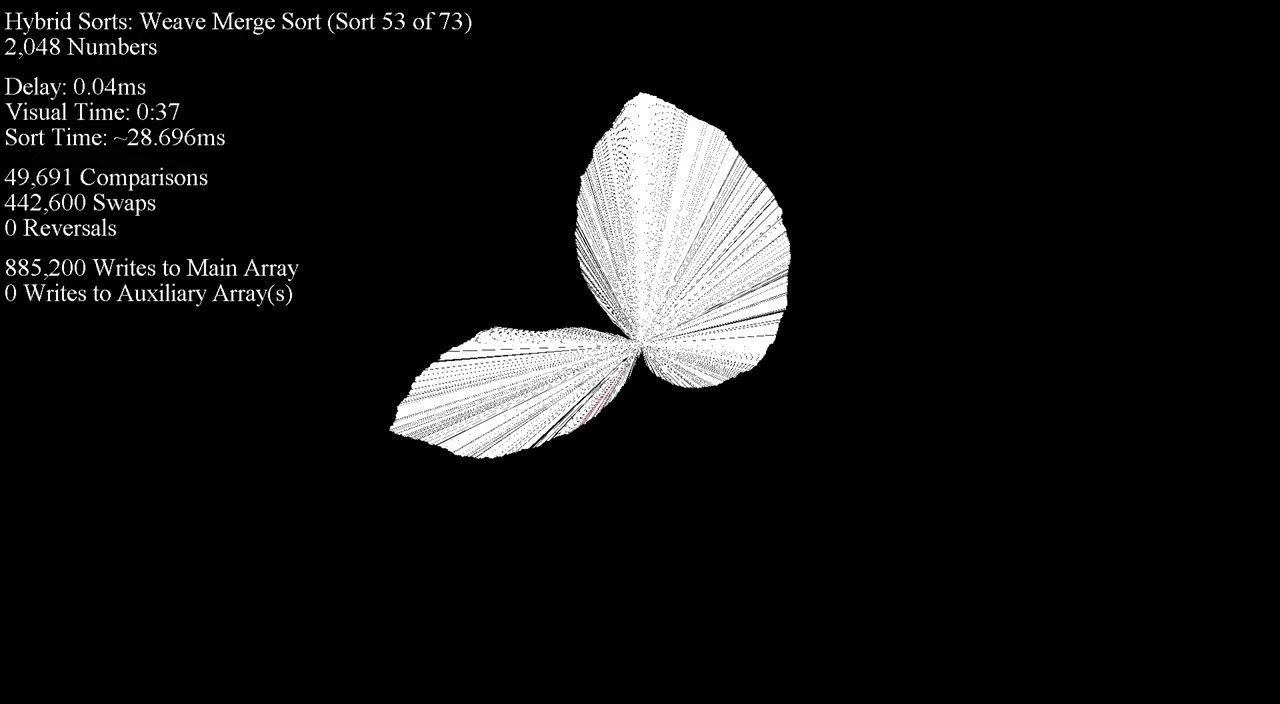 Hybrid Sorts: Weave Merge Sort (Sort 53 of 73)
2,048 Numbers
Delay: 0.04ms
Visual Time: 0:37
Sort Time: ~28.696ms
49,691 Comparisons
442,600 Swaps
0 Reversals
885,200 Writes to Main Array
0 Writes to Auxiliary Array(s)